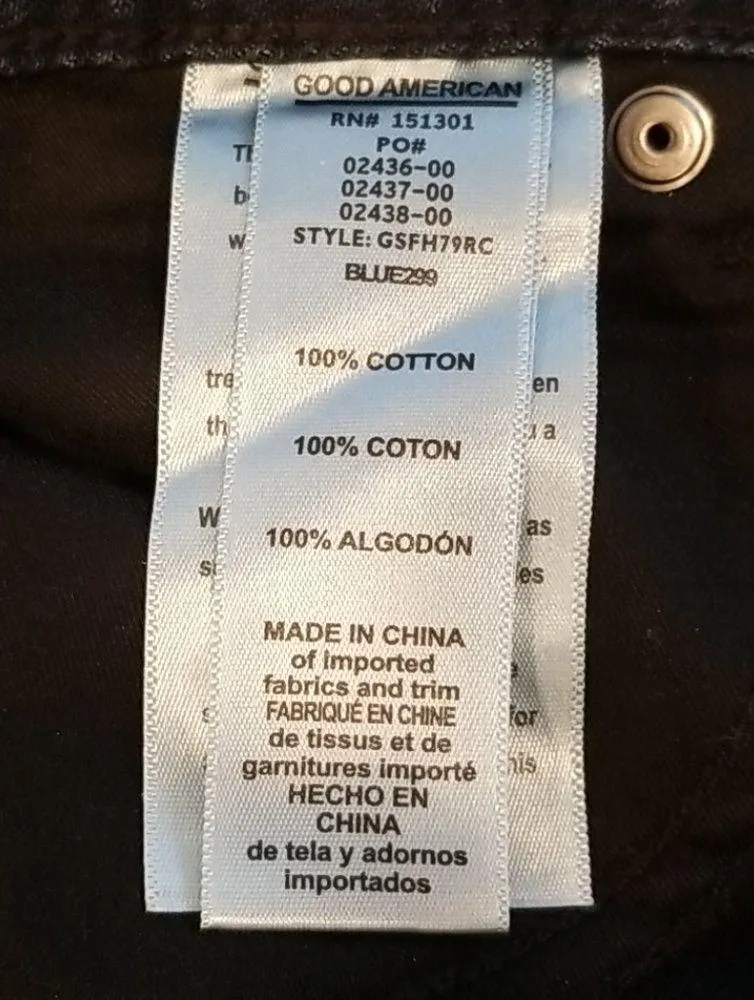 GOOD AMERICAN
RN# 151301
PO#
02436-00
02437-00
02438-00
STYLE: GSFH79RC
BLUE299
100% COTTON
100% COTON
100% ALGODÓN
MADE IN CHINA
of imported
fabrics and trim
FABRIQUÉ EN CHINE
de tissus et de
garnitures importé
HECHO EN
CHINA
de tela y adornos
importados